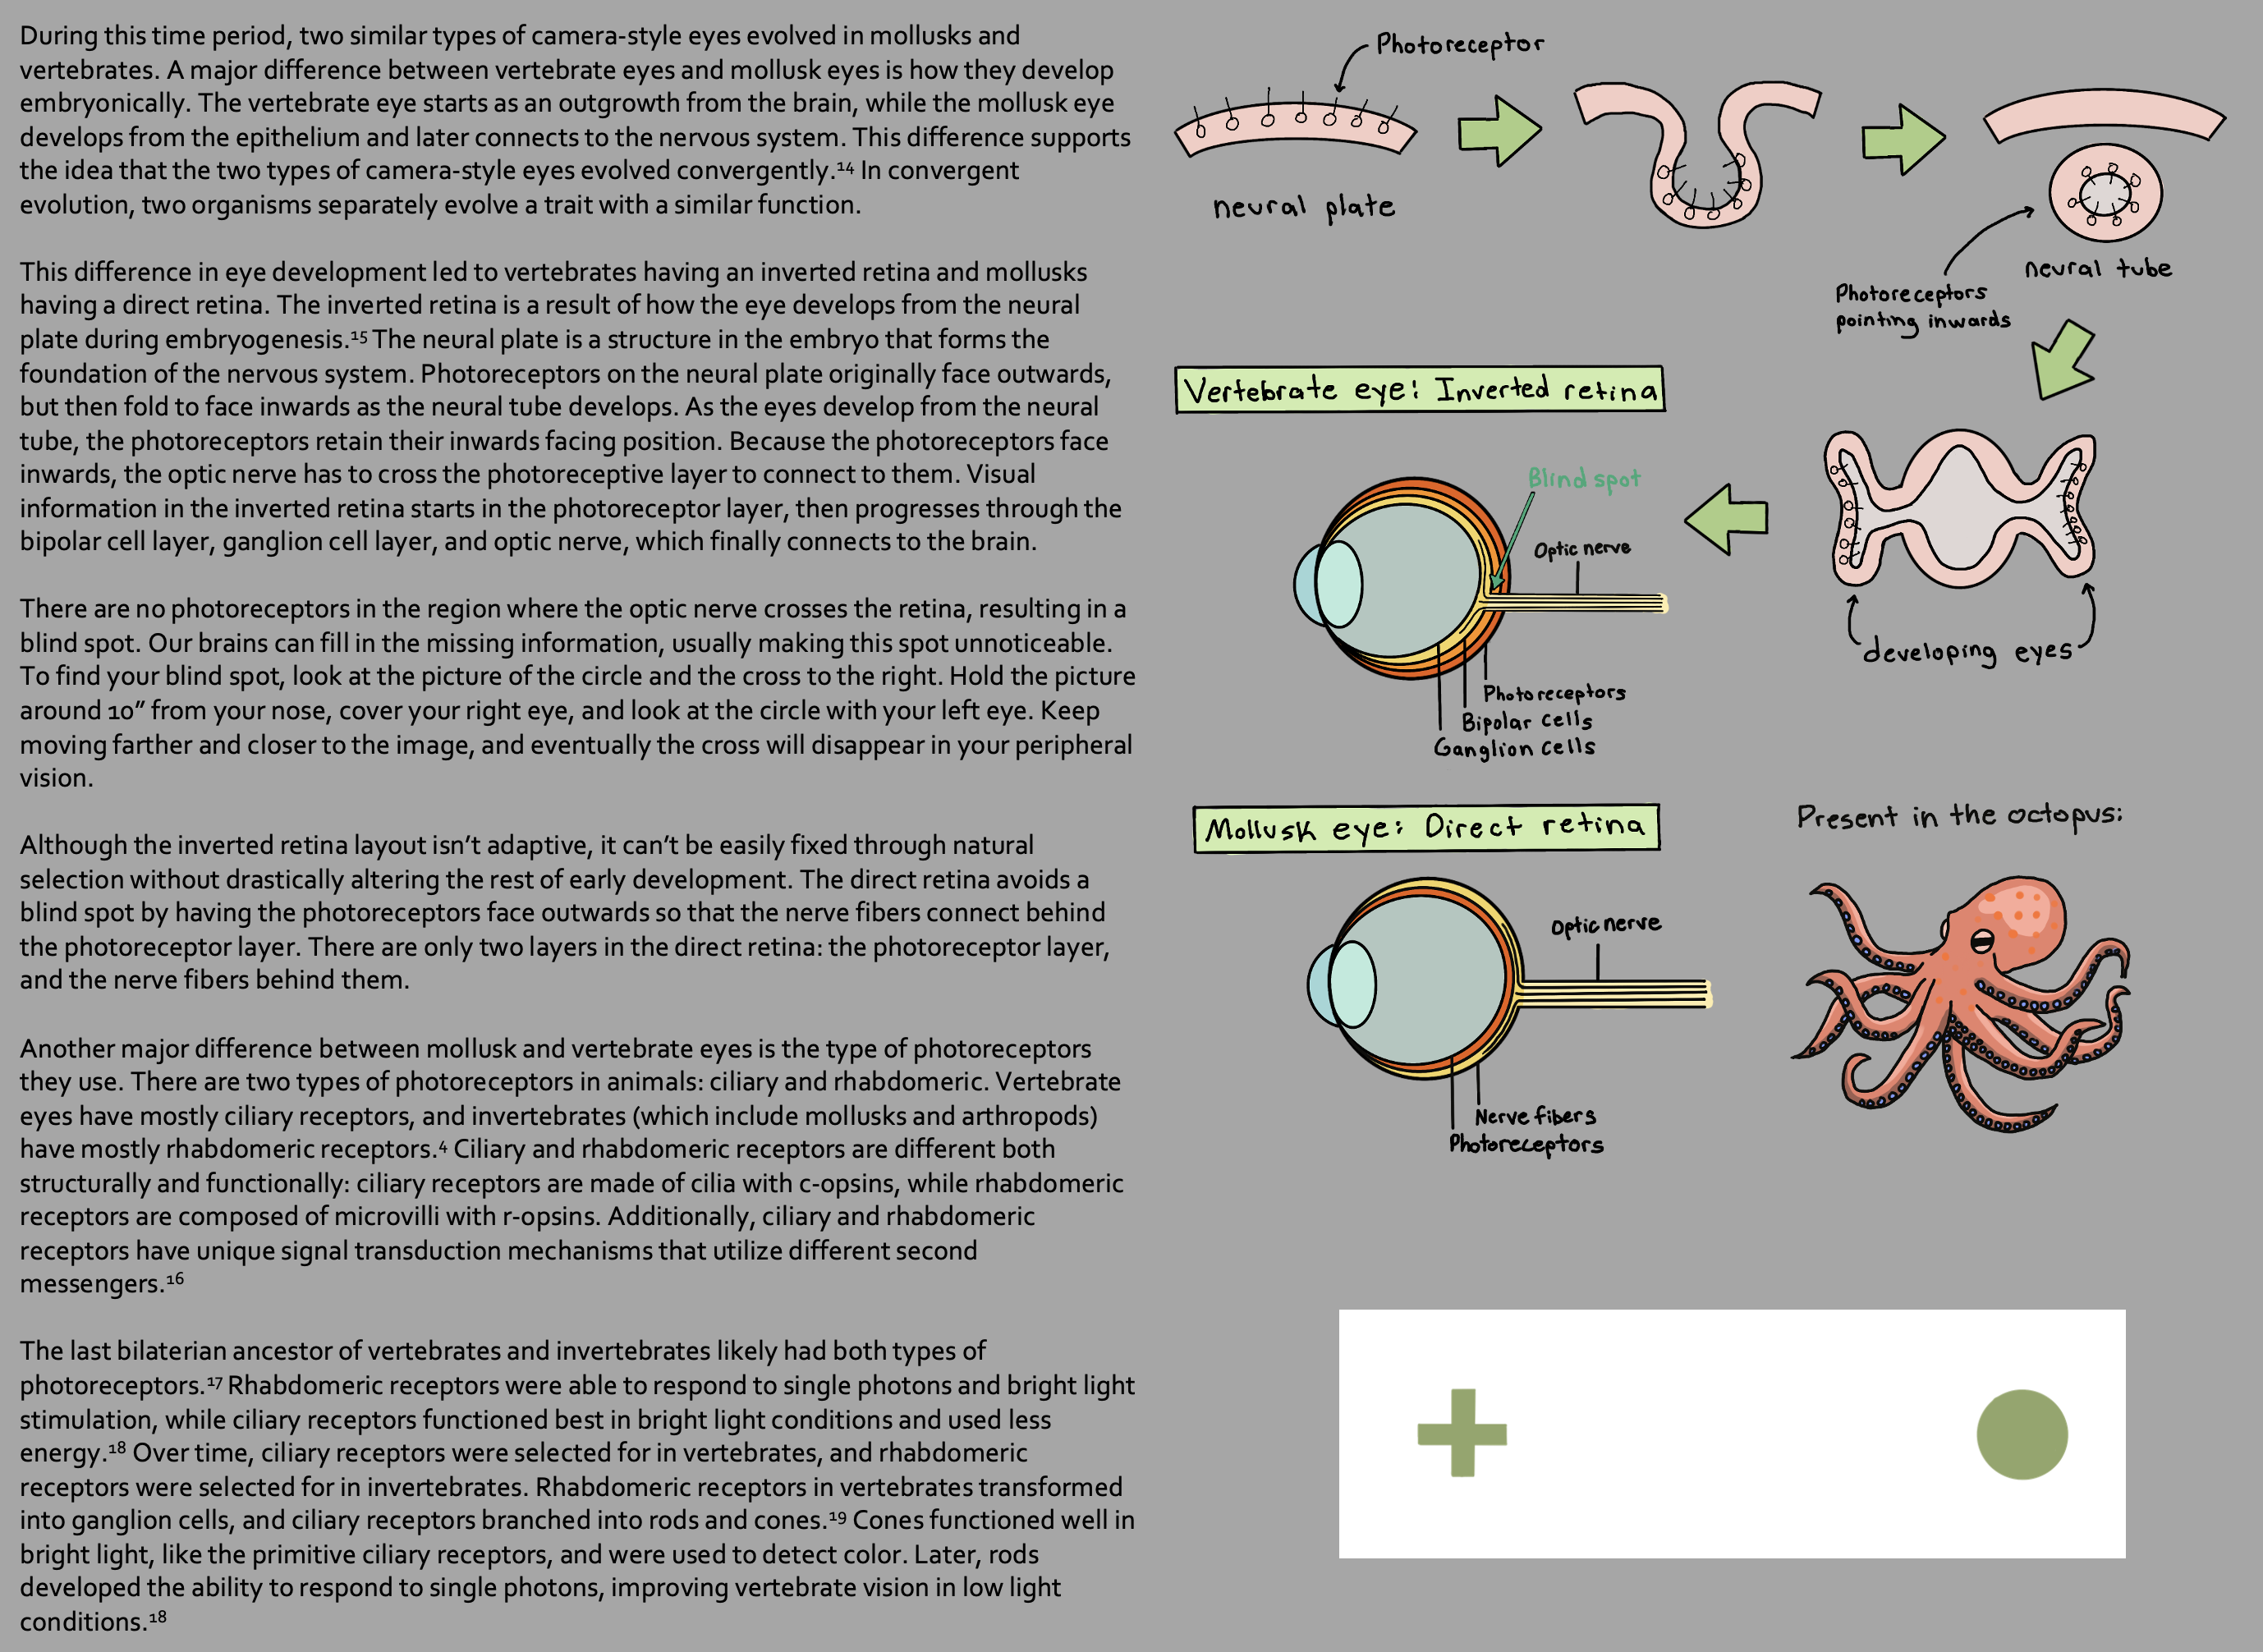 During this time period, two similar types of camera-style eyes evolved in mollusks and
vertebrates. A major difference between vertebrate eyes and mollusk eyes is how they develop
embryonically. The vertebrate eye starts as an outgrowth from the brain, while the mollusk eye
develops from the epithelium and later connects to the nervous system. This difference supports
the idea that the two types of camera-style eyes evolved convergently.¹⁴ In convergent
evolution, two organisms separately evolve a trait with a similar function.
This difference in eye development led to vertebrates having an inverted retina and mollusks
having a direct retina. The inverted retina is a result of how the eye develops from the neural
plate during embryogenesis.¹⁵ The neural plate is a structure in the embryo that forms the
foundation of the nervous system. Photoreceptors on the neural plate originally face outwards,
but then fold to face inwards as the neural tube develops. As the eyes develop from the neural
tube, the photoreceptors retain their inwards facing position. Because the photoreceptors face
inwards, the optic nerve has to cross the photoreceptive layer to connect to them. Visual
information in the inverted retina starts in the photoreceptor layer, then progresses through the
bipolar cell layer, ganglion cell layer, and optic nerve, which finally connects to the brain.
There are no photoreceptors in the region where the optic nerve crosses the retina, resulting in a
blind spot. Our brains can fill in the missing information, usually making this spot unnoticeable.
To find your blind spot, look at the picture of the circle and the cross to the right. Hold the picture
around 10” from your nose, cover your right eye, and look at the circle with your left eye. Keep
moving farther and closer to the image, and eventually the cross will disappear in your peripheral
vision.
Although the inverted retina layout isn’t adaptive, it can’t be easily fixed through natural
selection without drastically altering the rest of early development. The direct retina avoids a
blind spot by having the photoreceptors face outwards so that the nerve fibers connect behind
the photoreceptor layer. There are only two layers in the direct retina: the photoreceptor layer,
and the nerve fibers behind them.
Another major difference between mollusk and vertebrate eyes is the type of photoreceptors
they use. There are two types of photoreceptors in animals: ciliary and rhabdomeric. Vertebrate
eyes have mostly ciliary receptors, and invertebrates (which include mollusks and arthropods)
have mostly rhabdomeric receptors.⁴ Ciliary and rhabdomeric receptors are different both
structurally and functionally: ciliary receptors are made of cilia with c-opsins, while rhabdomeric
receptors are composed of microvilli with r-opsins. Additionally, ciliary and rhabdomeric
receptors have unique signal transduction mechanisms that utilize different second
messengers.¹⁶
The last bilaterian ancestor of vertebrates and invertebrates likely had both types of
photoreceptors.¹⁷ Rhabdomeric receptors were able to respond to single photons and bright light
stimulation, while ciliary receptors functioned best in bright light conditions and used less
energy.¹⁸ Over time, ciliary receptors were selected for in vertebrates, and rhabdomeric
receptors were selected for in invertebrates. Rhabdomeric receptors in vertebrates transformed
into ganglion cells, and ciliary receptors branched into rods and cones.¹⁹ Cones functioned well in
bright light, like the primitive ciliary receptors, and were used to detect color. Later, rods
developed the ability to respond to single photons, improving vertebrate vision in low light
conditions.¹⁸
Photoreceptor
neural plate
neural tube
Photoreceptors
pointing inwards
Vertebrate eye: Inverted retina
Blind spot
Optic nerve
developing eyes
Photoreceptors
Bipolar cells
Ganglion cells
Mollusk eye: Direct retina
Present in the octopus:
Optic nerve
Nerve fibers
Photoreceptors